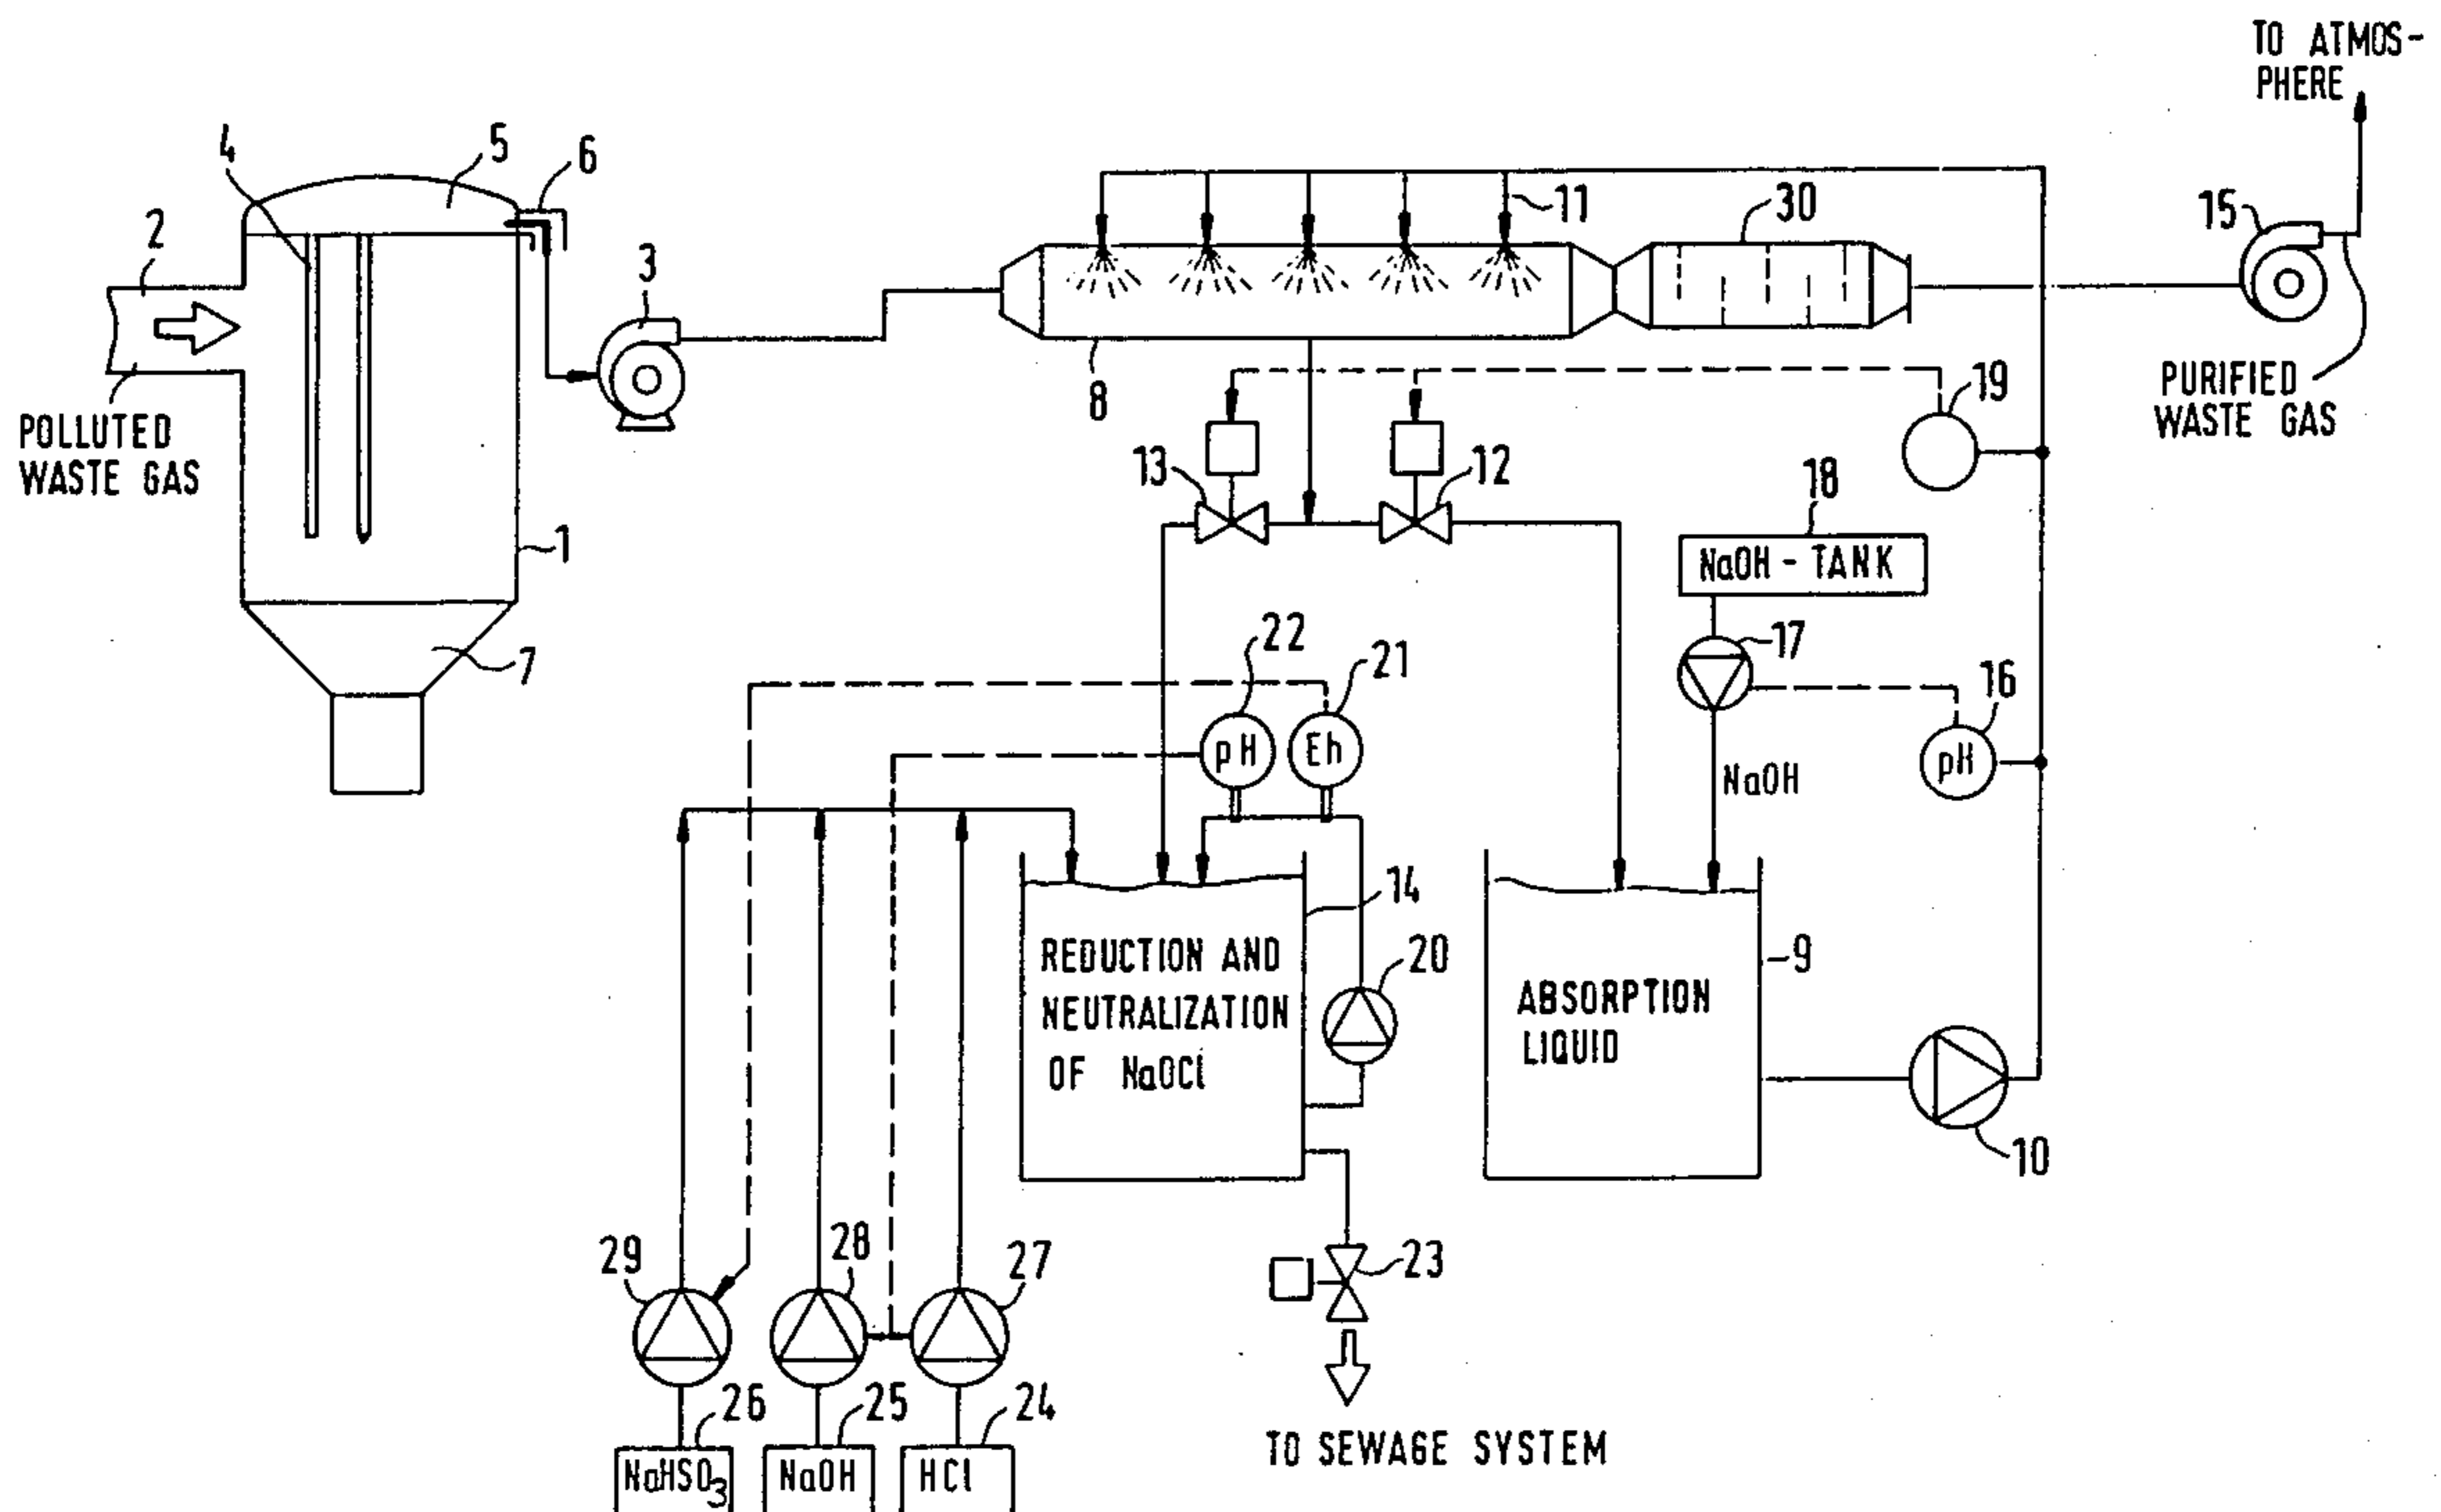 TO ATMOS-
PHERE
4
5
6
2
3
11
30
15
POLLUTED
WASTE GAS
8
19
PURIFIED
WASTE GAS
13
12
18
1
NaOH - TANK
7
22
21
17
16
pH
Eh
pH
NaOH
14
REDUCTION AND
NEUTRALIZATION
OF NaOCl
20
9
ABSORPTION
LIQUID
10
29
28
27
23
26
25
24
TO SEWAGE SYSTEM
NaHSO3
NaOH
HCl